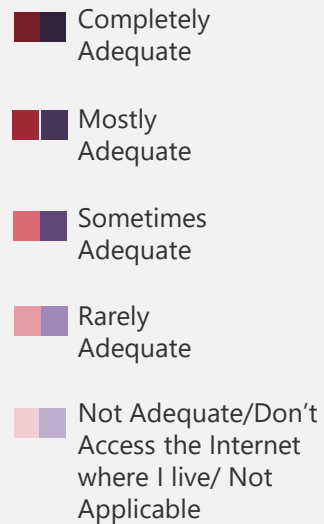 Completely
Adequate
Mostly
Adequate
Sometimes
Adequate
Rarely
Adequate
Not Adequate/Don’t
Access the Internet
where I live/ Not
Applicable